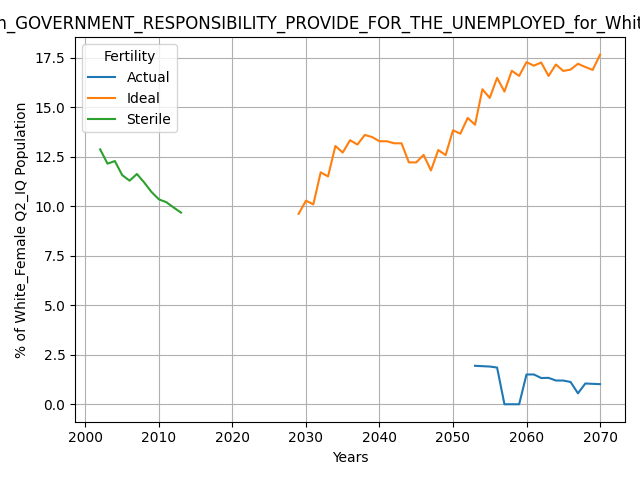 n_GOVERNMENT_RESPONSIBILITY_PROVIDE_FOR_THE_UNEMPLOYED_for_Whit
Fertility
Actual
Ideal
Sterile
% of White_Female Q2_IQ Population
17.5
15.0
12.5
10.0
7.5
5.0
2.5
0.0
2000 2010 2020 2030 2040 2050 2060 2070
Years